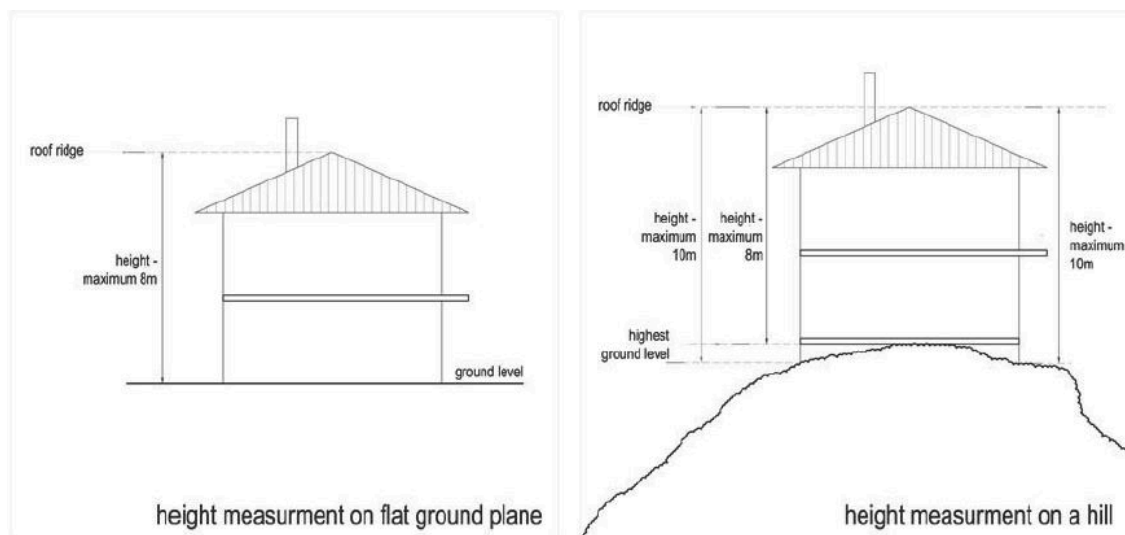 roof ridge
height -
maximum 8m
ground level
height measurment on flat ground plane
roof ridge
height -
maximum
10m
height -
maximum
8m
height -
maximum
10m
highest
ground level
height measurment on a hill